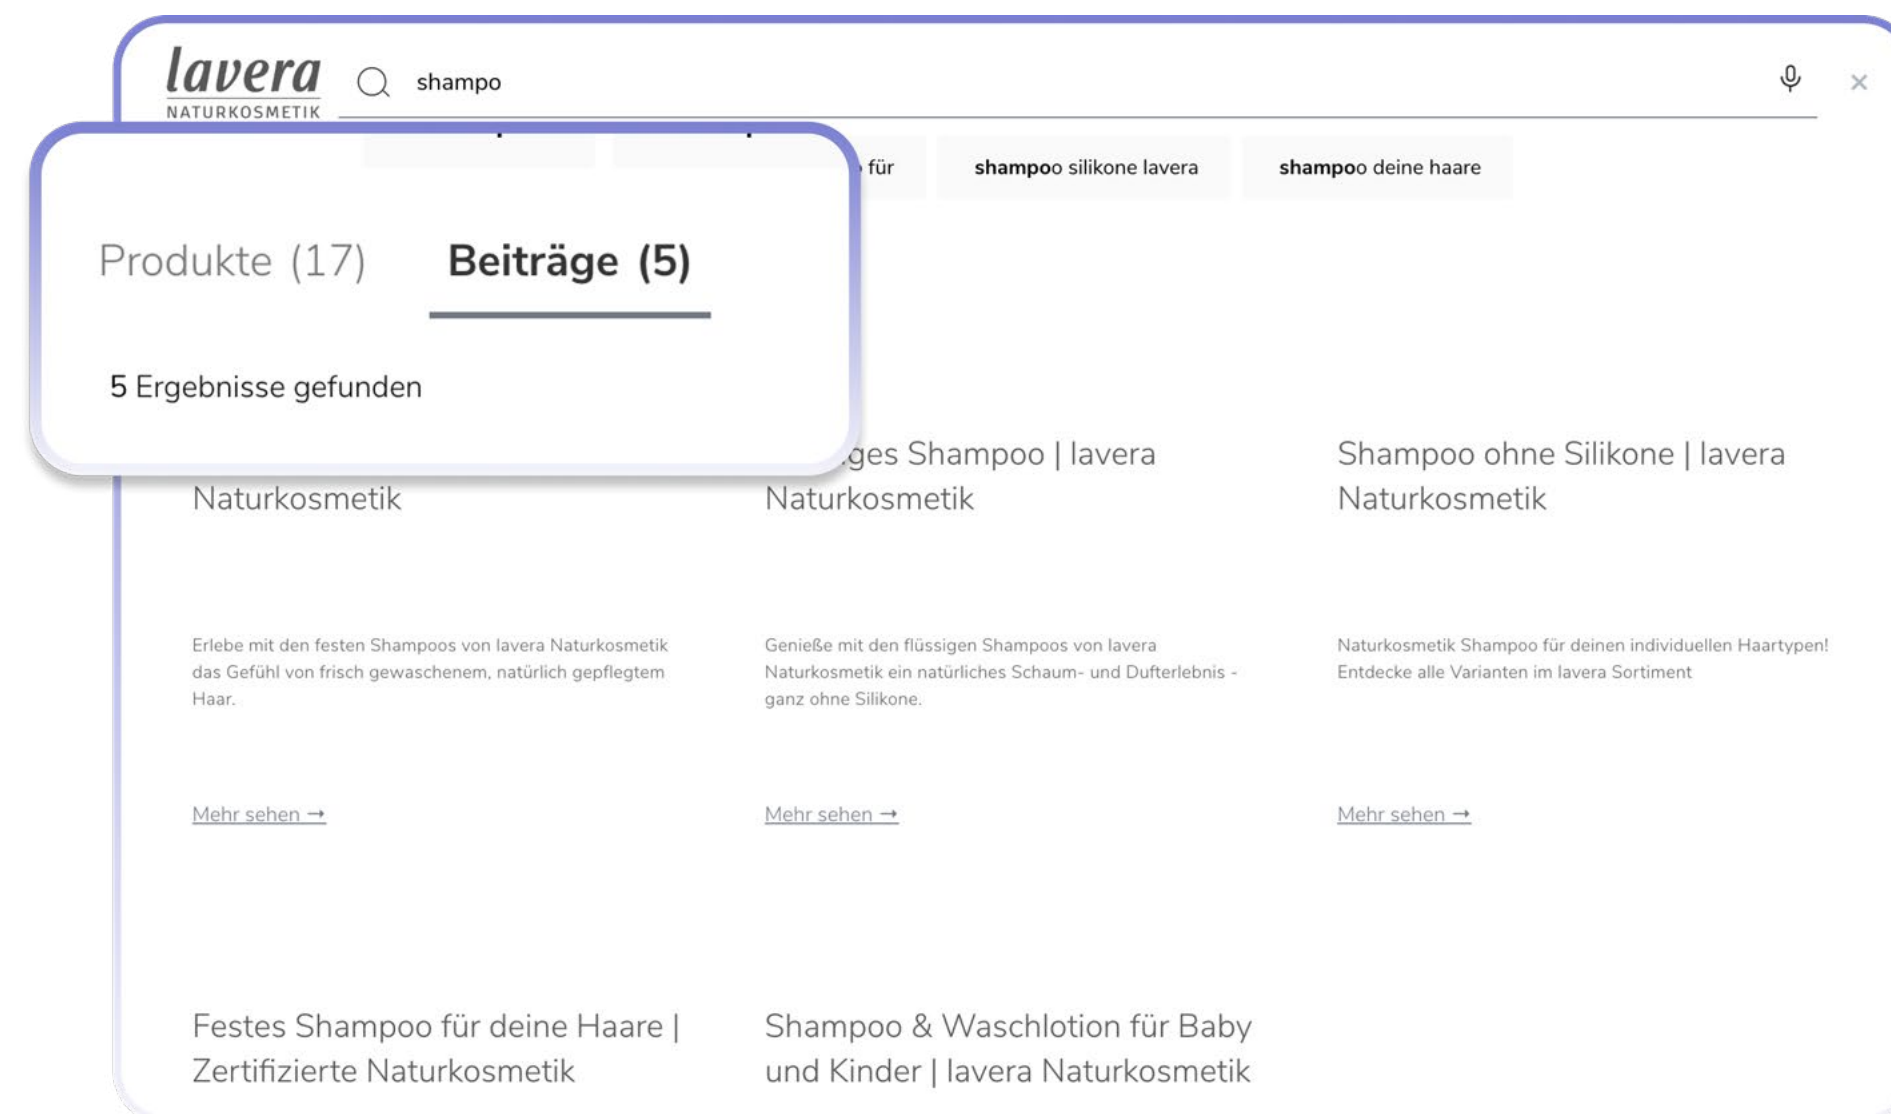 lavera
NATURKOSMETIK
shampo
für
shampoo silikone lavera
shampoo deine haare
Produkte (17)
Beiträge (5)
5 Ergebnisse gefunden
Naturkosmetik
Shampoo | lavera
Naturkosmetik
Shampoo ohne Silikone | lavera
Naturkosmetik
Erlebe mit den festen Shampoos von lavera Naturkosmetik
das Gefühl von frisch gewaschenem, natürlich gepflegtem
Haar.
Genieße mit den flüssigen Shampoos von lavera
Naturkosmetik ein natürliches Schaum- und Dufterlebnis -
ganz ohne Silikone.
Naturkosmetik Shampoo für deinen individuellen Haartypen!
Entdecke alle Varianten im lavera Sortiment
Mehr sehen →
Mehr sehen →
Mehr sehen →
Festes Shampoo für deine Haare |
Zertifizierte Naturkosmetik
Shampoo & Waschlotion für Baby
und Kinder | lavera Naturkosmetik